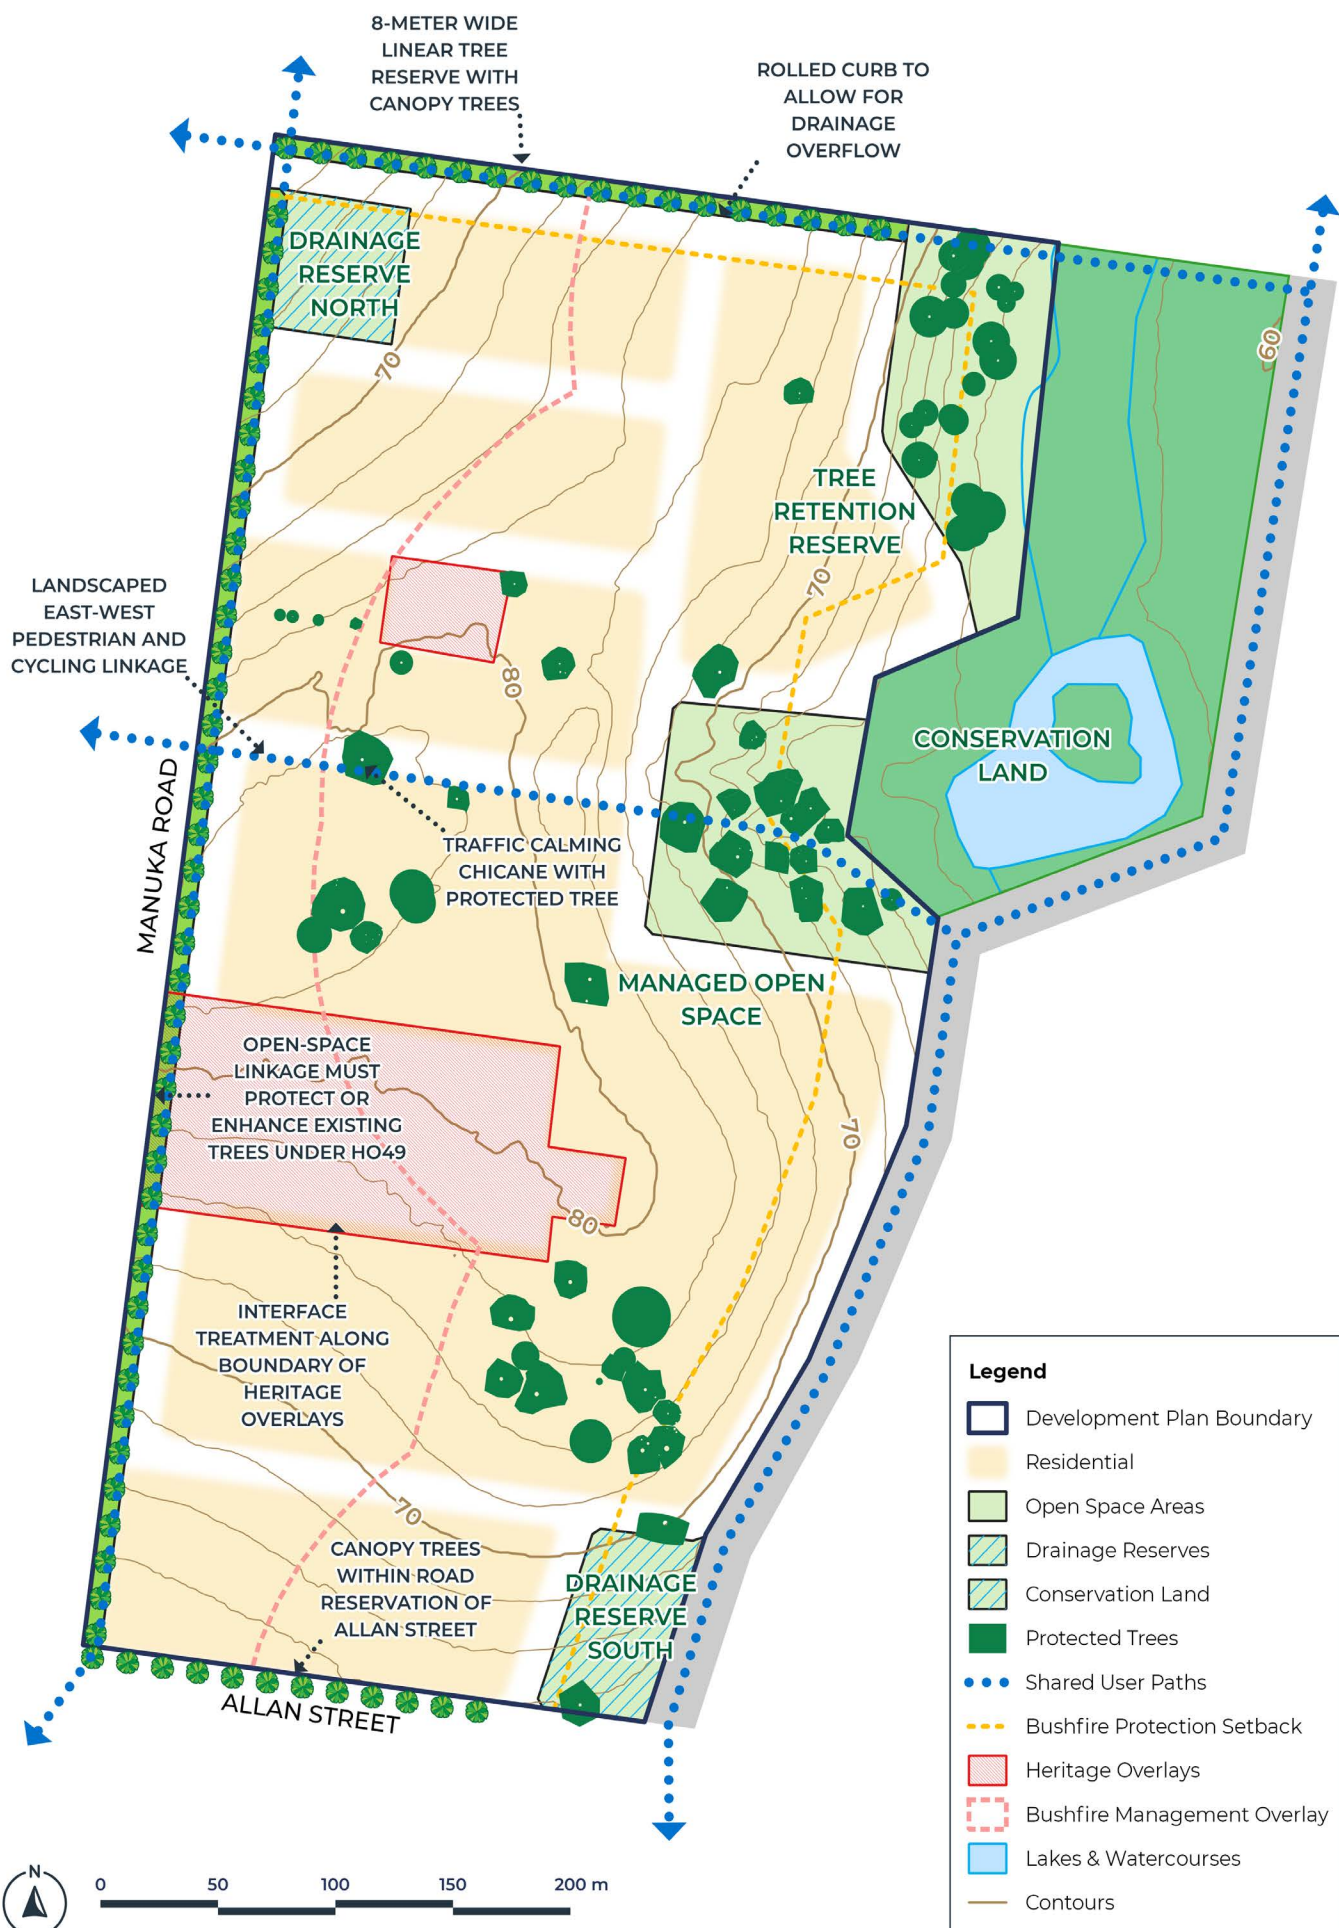 8-METER WIDE
LINEAR TREE
RESERVE WITH
CANOPY TREES
ROLLED CURB TO
ALLOW FOR
DRAINAGE
OVERFLOW
DRAINAGE
RESERVE
NORTH
70
60
TREE
RETENTION
RESERVE
70
LANDSCAPED
EAST-WEST
PEDESTRIAN AND
CYCLING LINKAGE
80
CONSERVATION
LAND
MANUKA ROAD
TRAFFIC CALMING
CHICANE WITH
PROTECTED TREE
MANAGED OPEN
SPACE
OPEN-SPACE
LINKAGE MUST
PROTECT OR
ENHANCE EXISTING
TREES UNDER HO49
70
80
INTERFACE
TREATMENT ALONG
BOUNDARY OF
HERITAGE
OVERLAYS
70
CANOPY TREES
WITHIN ROAD
RESERVATION OF
ALLAN STREET
DRAINAGE
RESERVE
SOUTH
ALLAN STREET
Legend
Development Plan Boundary
Residential
Open Space Areas
Drainage Reserves
Conservation Land
Protected Trees
Shared User Paths
Bushfire Protection Setback
Heritage Overlays
Bushfire Management Overlay
Lakes & Watercourses
Contours
N
0 50 100 150 200 m